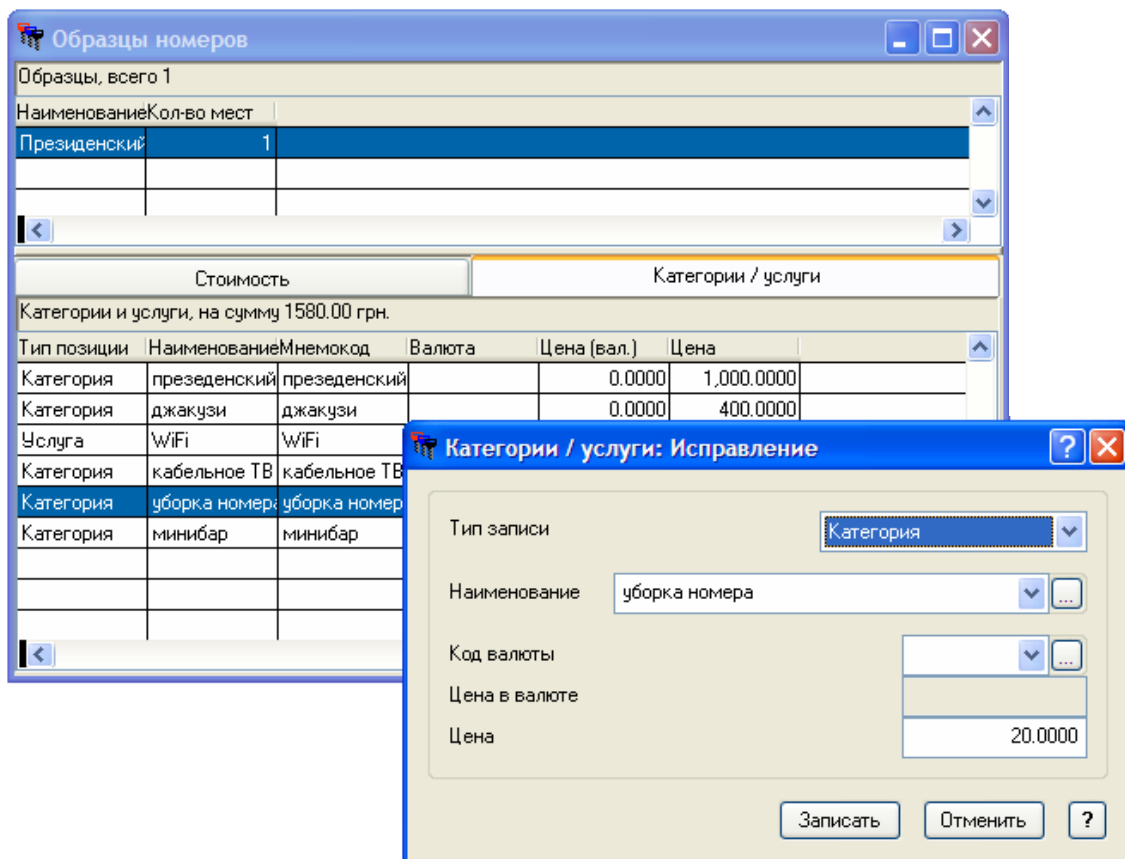 Образцы номеров
Образцы, всего 1
Наименование Кол-во мест
Президенский 1
Стоимость Категории / услуги
Категории и услуги, на сумму 1580.00 грн.
Тип позиции Наименование Мнемокод Валюта Цена (вал.) Цена
Категория презеденский презеденский 0.0000 1,000.0000
Категория джакузи джакузи 0.0000 400.0000
Услуга WiFi WiFi
Категория кабельное ТВ кабельное ТВ
Категория уборка номера уборка номер
Категория минибар минибар
Категории / услуги: Исправление
?
Тип записи Категория
Наименование уборка номера ...
Код валюты ...
Цена в валюте
Цена 20.0000
Записать Отменить ?